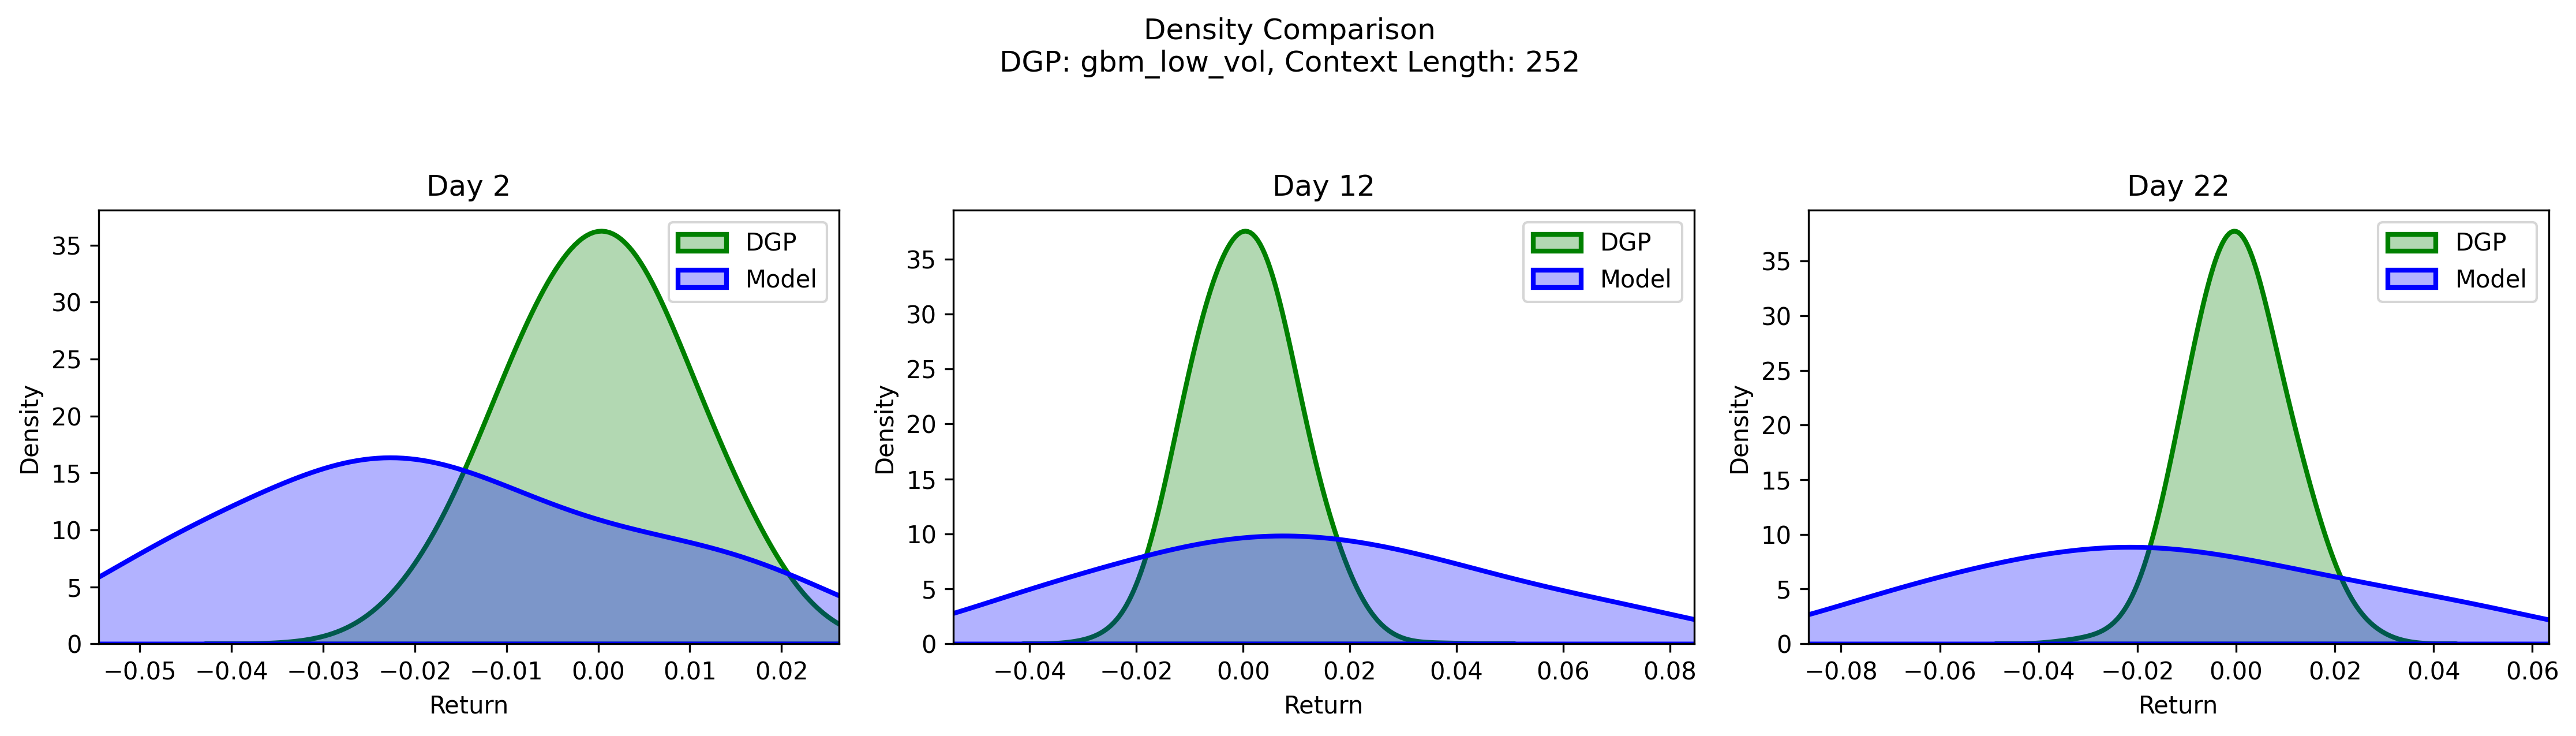 Density Comparison
DGP: gbm_low_vol, Context Length: 252
Day 2
35
30
25
20
15
10
5
0
Density
−0.05 −0.04 −0.03 −0.02 −0.01 0.00 0.01 0.02
Return
DGP
Model
Day 12
35
30
25
20
15
10
5
0
Density
−0.04 −0.02 0.00 0.02 0.04 0.06 0.08
Return
DGP
Model
Day 22
35
30
25
20
15
10
5
0
Density
−0.08 −0.06 −0.04 −0.02 0.00 0.02 0.04 0.06
Return
DGP
Model